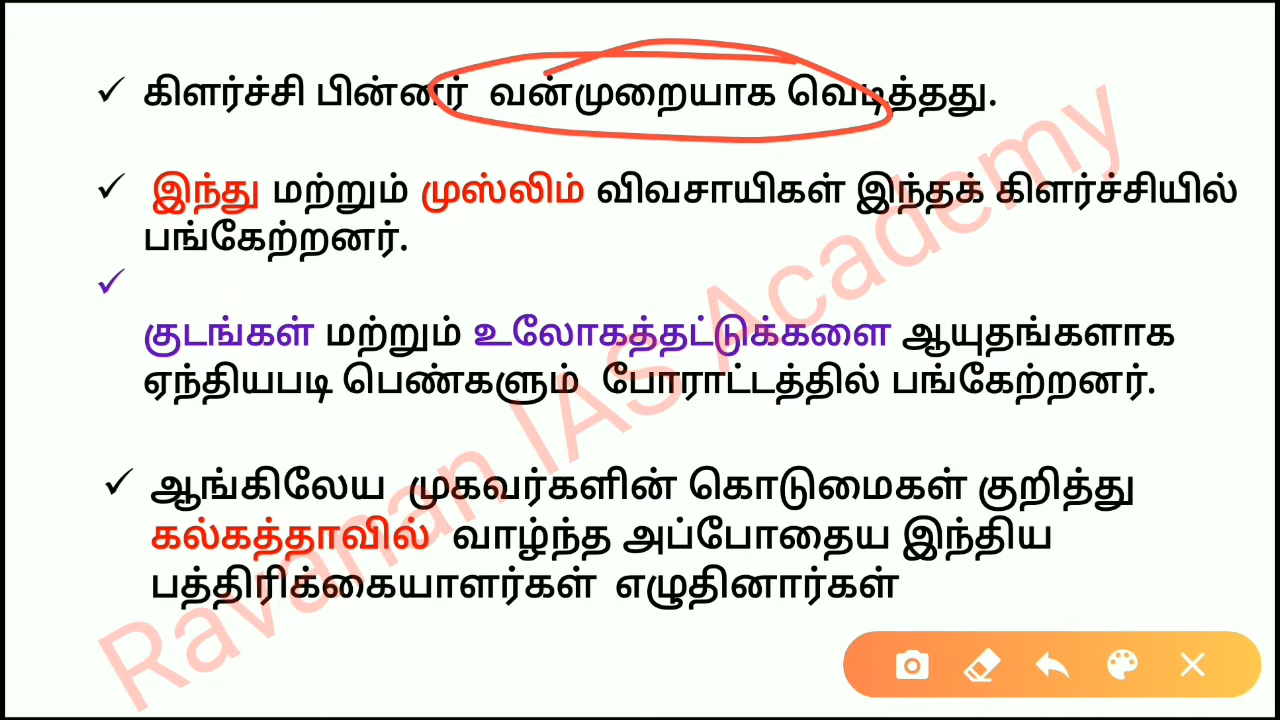 ✓ கிளர்ச்சி பின்னர் வன்முறையாக வெடித்தது.
✓ இந்து மற்றும் முஸ்லிம் விவசாயிகள் இந்தக் கிளர்ச்சியில்
பங்கேற்றனர்.
✓
குடங்கள் மற்றும் உலோகத்தட்டுக்களை ஆயுதங்களாக
ஏந்தியபடி பெண்களும் போராட்டத்தில் பங்கேற்றனர்.
✓ ஆங்கிலேய முகவர்களின் கொடுமைகள் குறித்து
கல்கத்தாவில் வாழ்ந்த அப்போதைய இந்திய
பத்திரிக்கையாளர்கள் எழுதினார்கள்
Ravanan IAS Academy